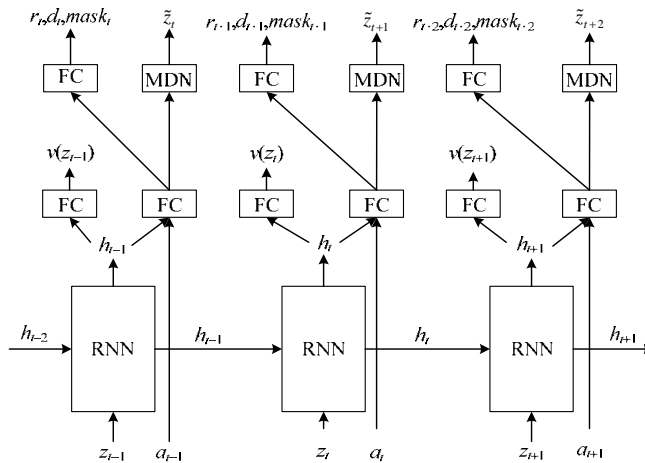 r_t,d_t,mask_t z̃_t r_{t·1},d_{t·1},mask_{t·1} z̃_{t+1} r_{t·2},d_{t·2},mask_{t·2} z̃_{t+2}
FC MDN FC MDN FC MDN
v(z_{t–1}) v(z_t) v(z_{t+1})
FC FC FC FC FC FC
h_{t–1} h_t h_{t+1}
h_{t–2} RNN h_{t–1} RNN h_t RNN h_{t+1}
z_{t–1} a_{t–1} z_t a_t z_{t+1} a_{t+1}